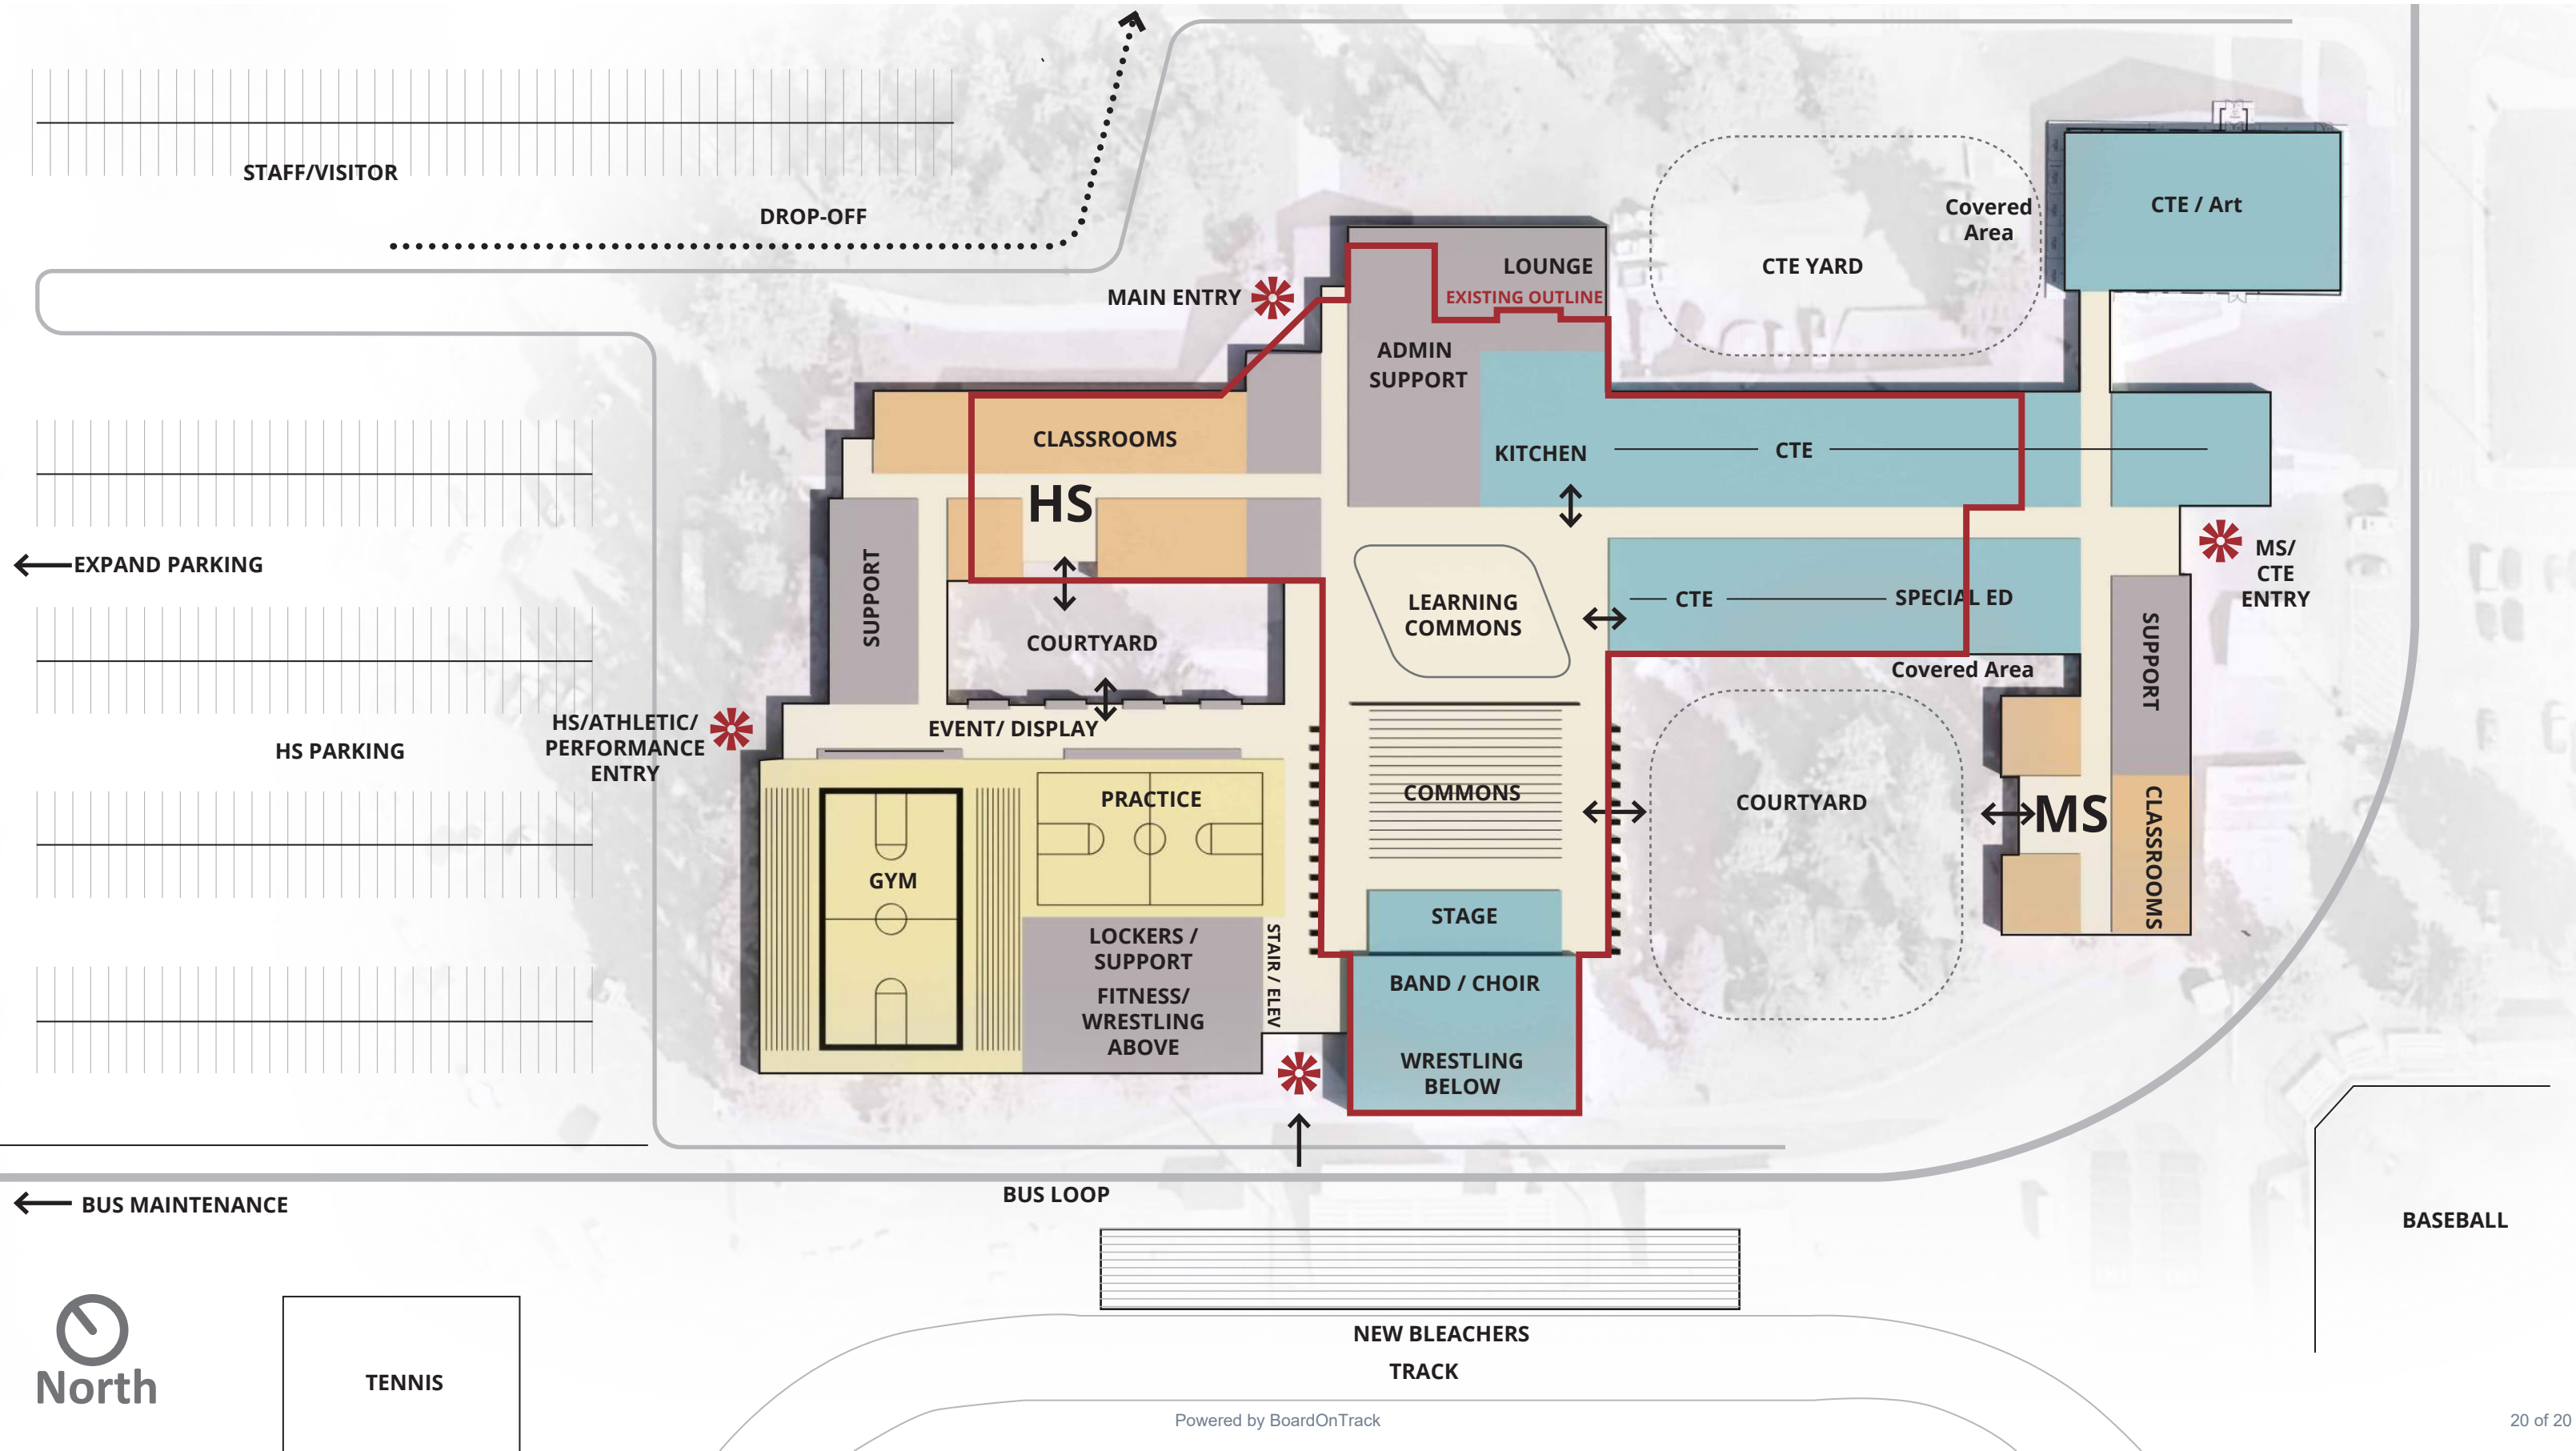 STAFF/VISITOR
DROP-OFF
MAIN ENTRY
LOUNGE
EXISTING OUTLINE
ADMIN
SUPPORT
CTE YARD
Covered
Area
CTE / Art
CLASSROOMS
HS
KITCHEN
CTE
EXPAND PARKING
SUPPORT
COURTYARD
LEARNING
COMMONS
CTE
SPECIAL ED
MS/
CTE
ENTRY
Covered Area
SUPPORT
HS PARKING
HS/ATHLETIC/
PERFORMANCE
ENTRY
EVENT/ DISPLAY
PRACTICE
GYM
COMMONS
COURTYARD
MS
CLASSROOMS
LOCKERS /
SUPPORT
FITNESS/
WRESTLING
ABOVE
STAIR / ELEV
STAGE
BAND / CHOIR
WRESTLING
BELOW
BUS MAINTENANCE
BUS LOOP
BASEBALL
North
TENNIS
NEW BLEACHERS
TRACK
Powered by BoardOnTrack
20 of 20